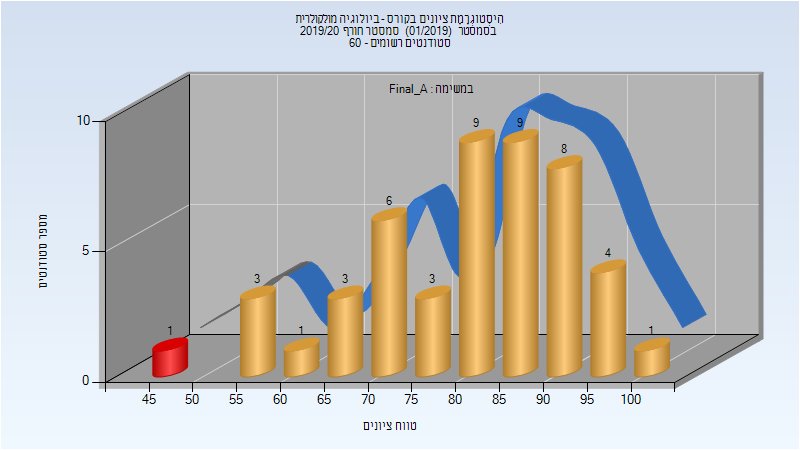 היסטוגרמת ציונים בקורס - ביולוגיה מולקולרית
בסמסטר (01/2019) סמסטר חורף 2019/20
סטודנטים רשומים - 60
במשימה : Final_A
מספר סטודנטים
10
5
0
1
3
1
3
6
3
9
9
8
4
1
45 50 55 60 65 70 75 80 85 90 95 100
טווח ציונים